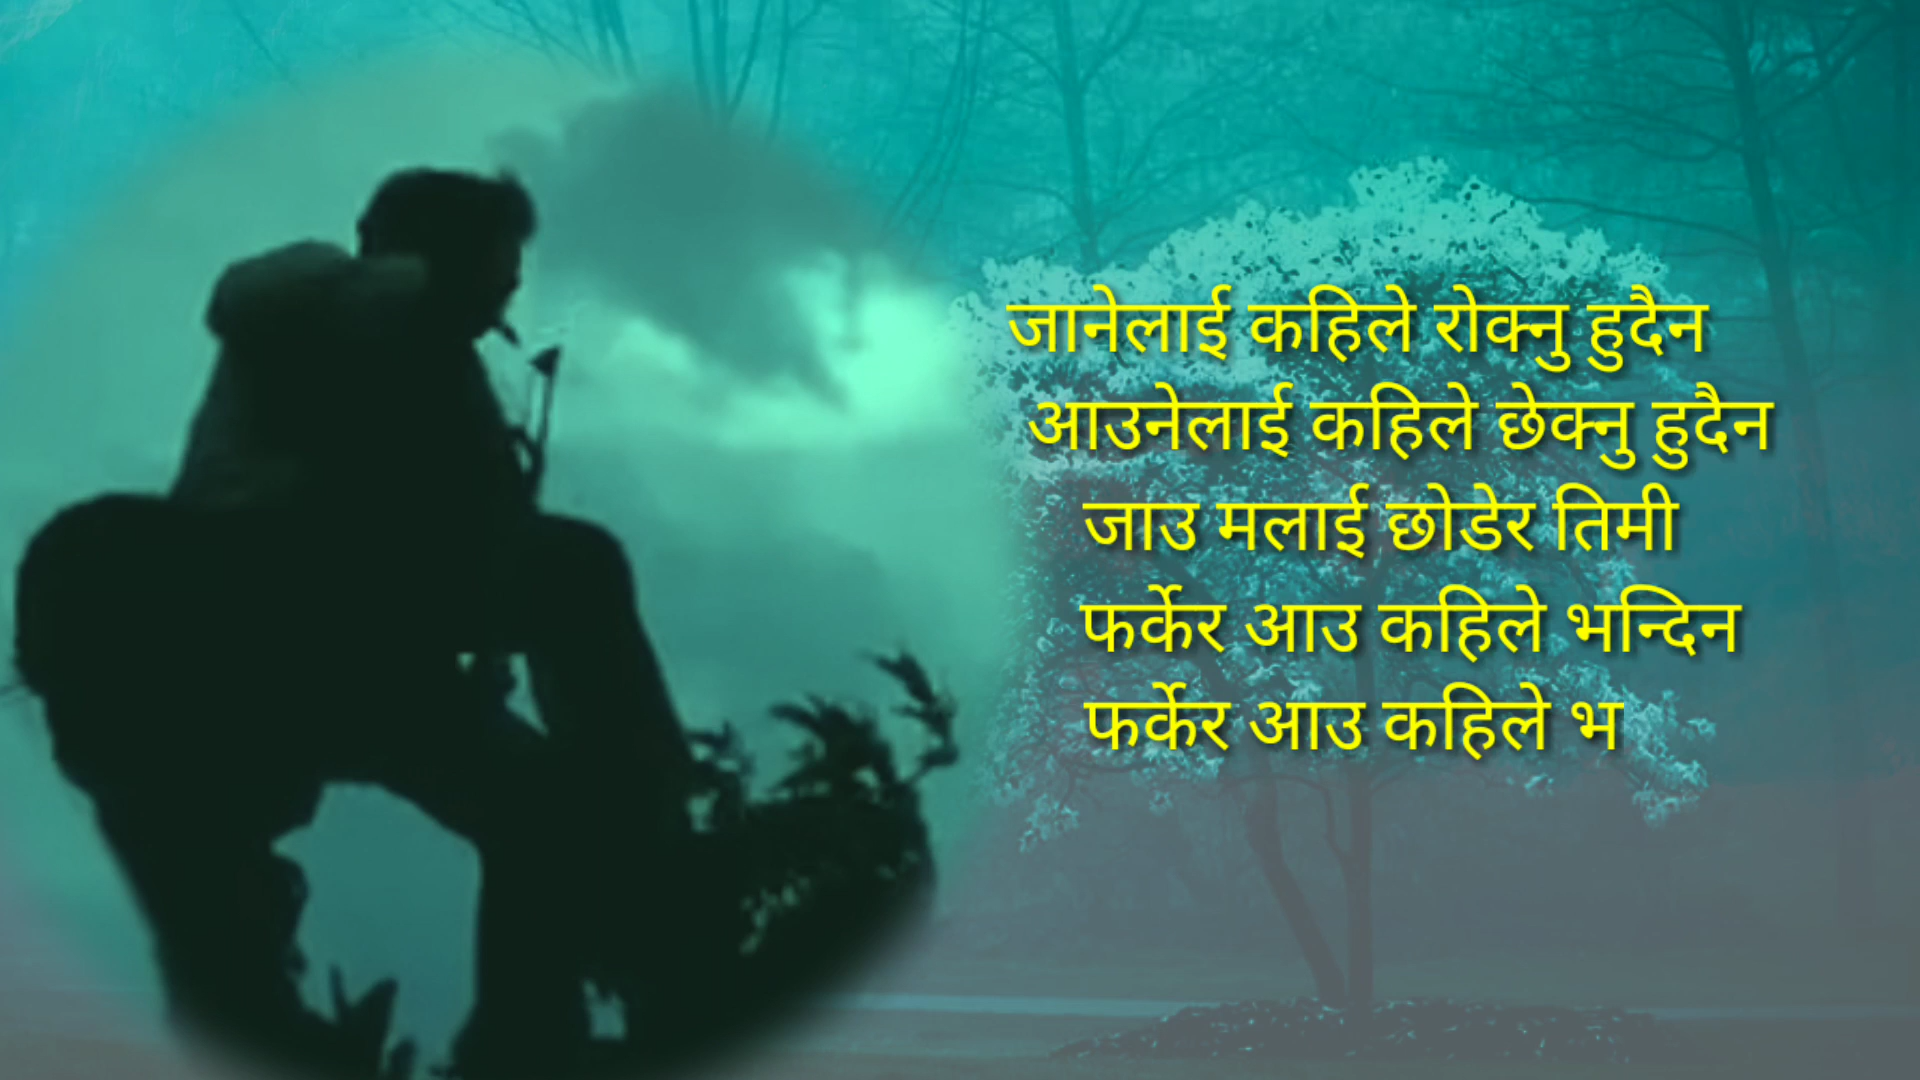 जानेलाई कहिले रोक्नु हुदैन
आउनेलाई कहिले छेक्नु हुदैन
जाउ मलाई छोडेर तिमी
फर्केर आउ कहिले भन्दिन
फर्केर आउ कहिले भ